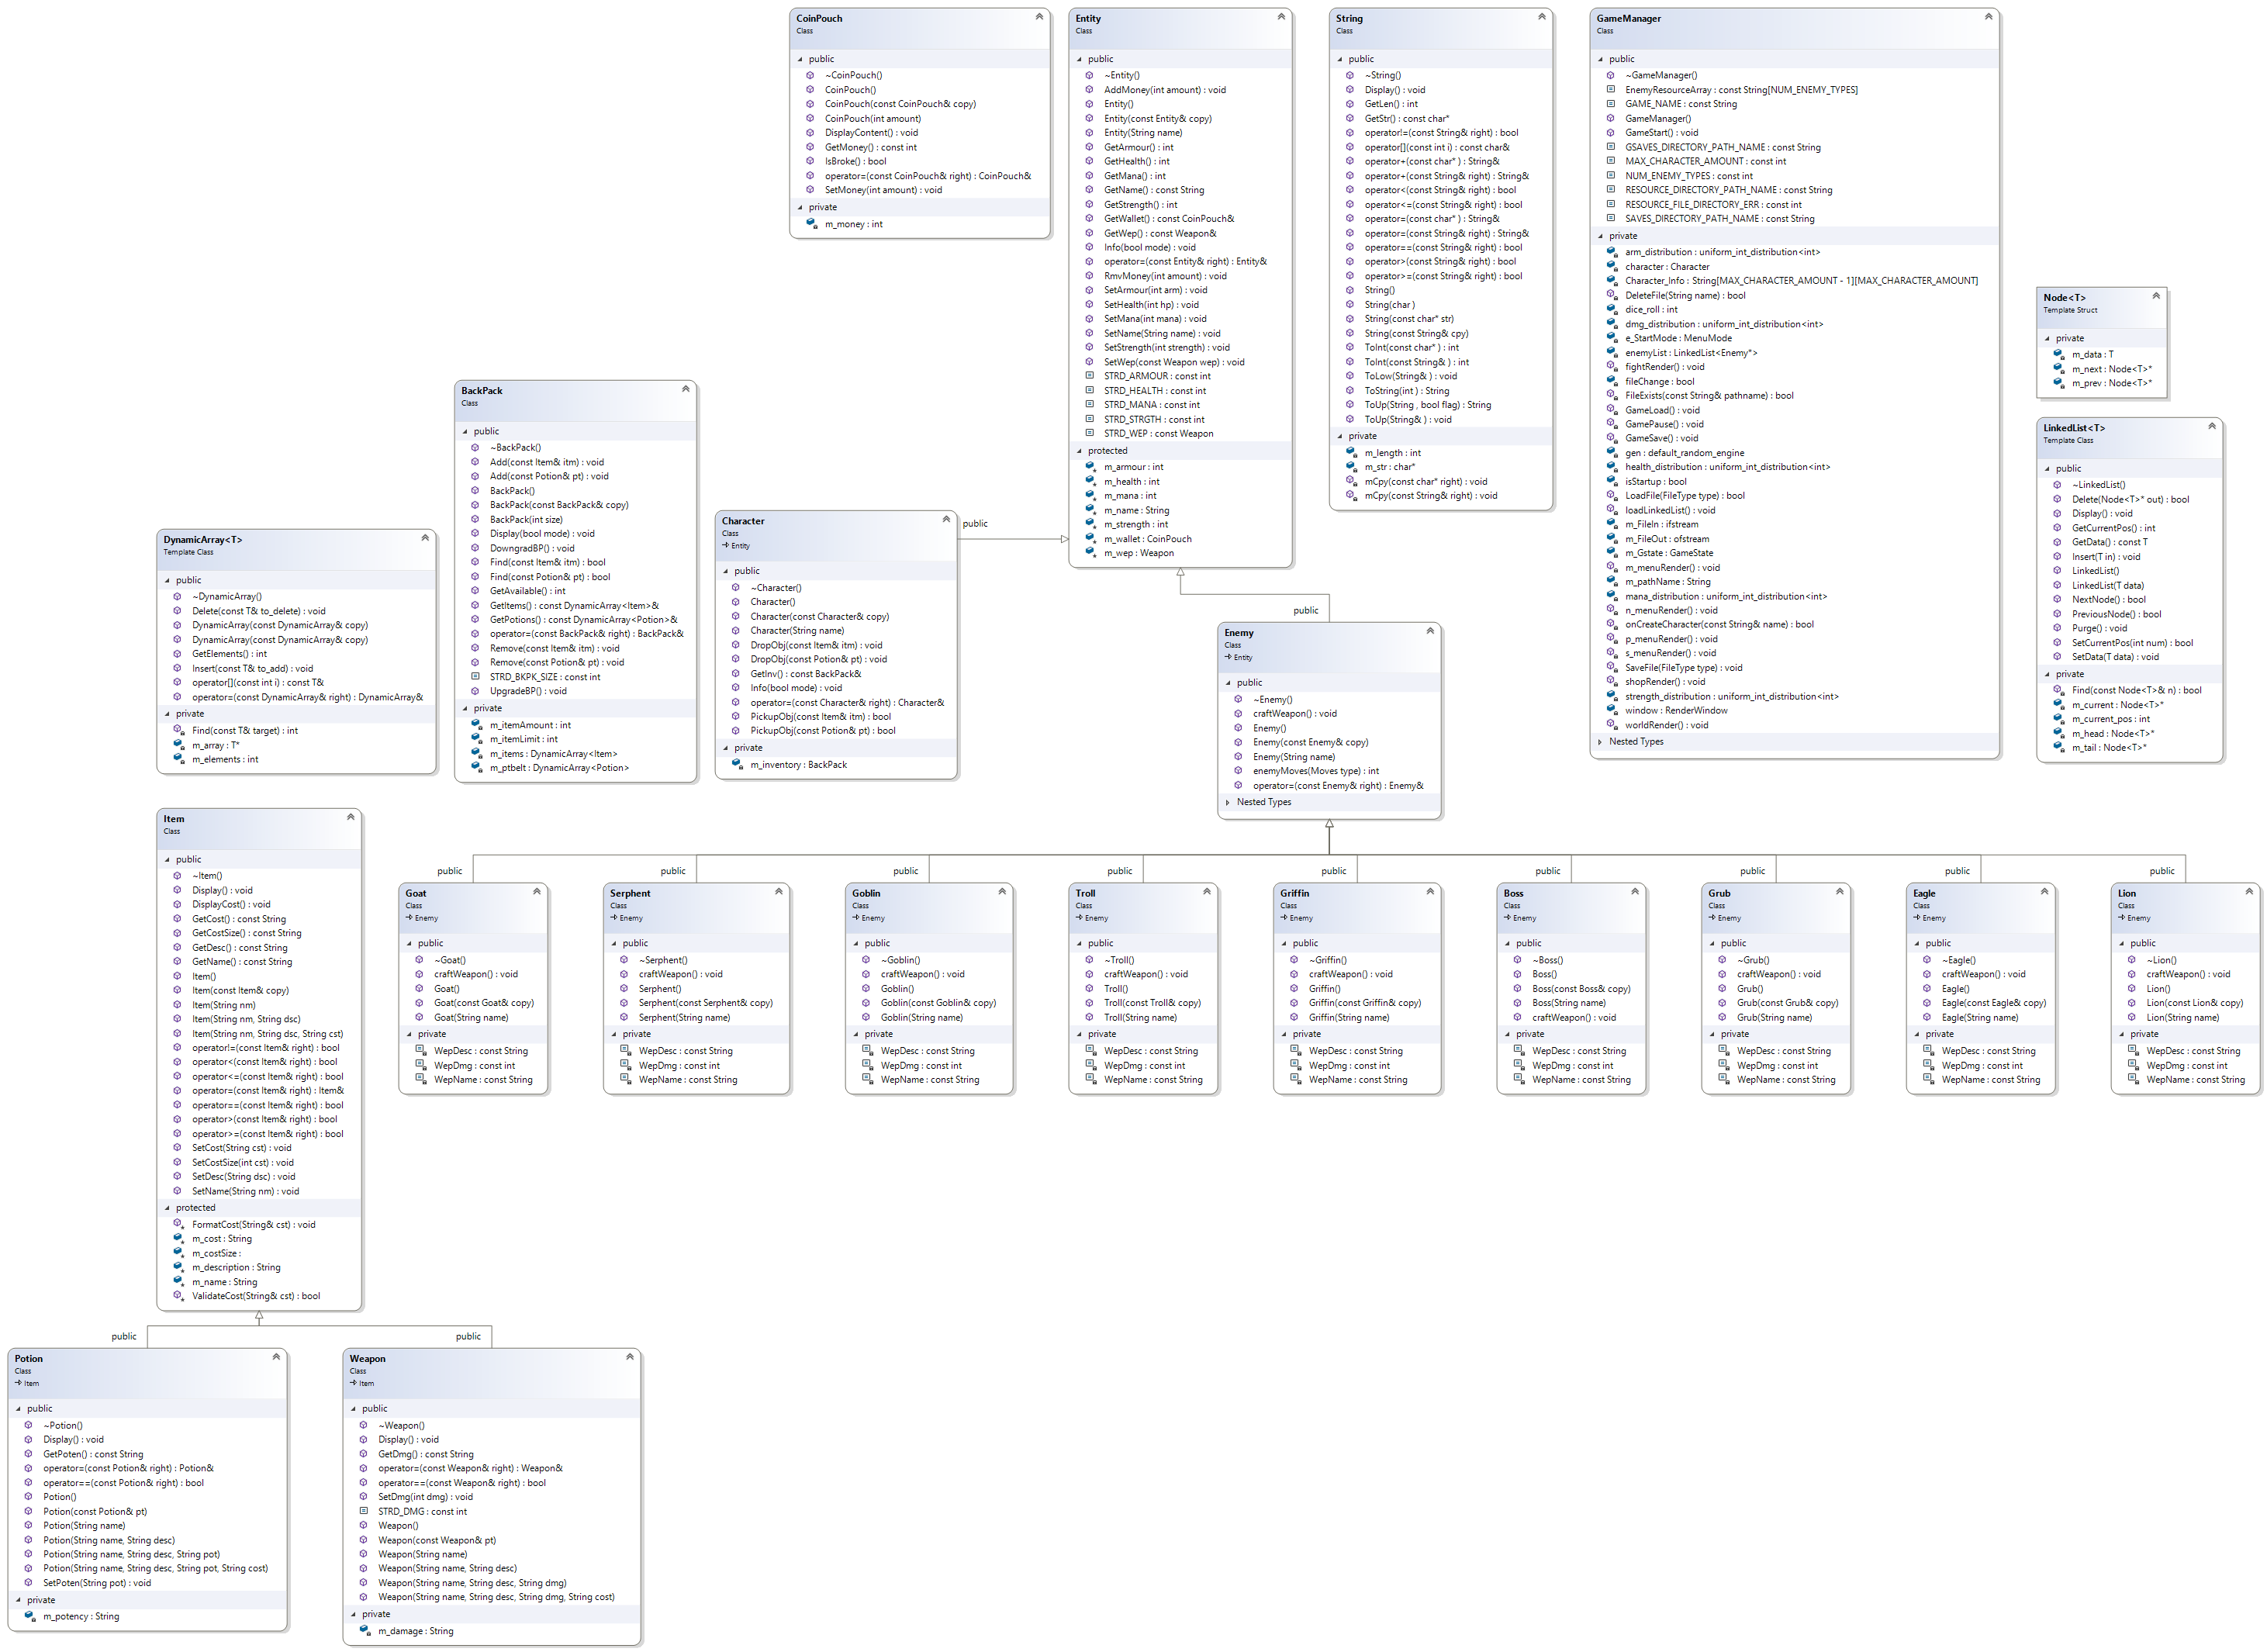 CoinPouch
Class
public
~CoinPouch()
CoinPouch()
CoinPouch(const CoinPouch& copy)
CoinPouch(int amount)
DisplayContent() : void
GetMoney() : const int
IsBroke() : bool
operator=(const CoinPouch& right) : CoinPouch&
SetMoney(int amount) : void
private
m_money : int
Entity
Class
public
~Entity()
AddMoney(int amount) : void
Entity()
Entity(const Entity& copy)
Entity(String name)
GetArmour() : int
GetHealth() : int
GetMana() : int
GetName() : const String
GetStrength() : int
GetWallet() : const CoinPouch&
GetWep() : const Weapon&
Info(bool mode) : void
operator=(const Entity& right) : Entity&
RmvMoney(int amount) : void
SetArmour(int arm) : void
SetHealth(int hp) : void
SetMana(int mana) : void
SetName(String name) : void
SetStrength(int strength) : void
SetWep(const Weapon wep) : void
STRD_ARMOUR : const int
STRD_HEALTH : const int
STRD_MANA : const int
STRD_STRGTH : const int
STRD_WEP : const Weapon
protected
m_armour : int
m_health : int
m_mana : int
m_name : String
m_strength : int
m_wallet : CoinPouch
m_wep : Weapon
String
Class
public
~String()
Display() : void
GetLen() : int
GetStr() : const char*
operator!=(const String& right) : bool
operator[](const int i) : const char&
operator+(const char* ) : String&
operator+(const String& right) : String&
operator<(const String& right) : bool
operator<=(const String& right) : bool
operator=(const char* ) : String&
operator=(const String& right) : String&
operator==(const String& right) : bool
operator>(const String& right) : bool
operator>=(const String& right) : bool
String()
String(char )
String(const char* str)
String(const String& cpy)
ToInt(const char* ) : int
ToInt(const String& ) : int
ToLow(String& ) : void
ToString(int ) : String
ToUp(String , bool flag) : String
ToUp(String& ) : void
private
m_length : int
m_str : char*
mCpy(const char* right) : void
mCpy(const String& right) : void
GameManager
Class
public
~GameManager()
EnemyResourceArray : const String[NUM_ENEMY_TYPES]
GAME_NAME : const String
GameManager()
GameStart() : void
GSAVES_DIRECTORY_PATH_NAME : const String
MAX_CHARACTER_AMOUNT : const int
NUM_ENEMY_TYPES : const int
RESOURCE_DIRECTORY_PATH_NAME : const String
RESOURCE_FILE_DIRECTORY_ERR : const int
SAVES_DIRECTORY_PATH_NAME : const String
private
arm_distribution : uniform_int_distribution<int>
character : Character
Character_Info : String[MAX_CHARACTER_AMOUNT - 1][MAX_CHARACTER_AMOUNT]
DeleteFile(String name) : bool
dice_roll : int
dmg_distribution : uniform_int_distribution<int>
e_StartMode : MenuMode
enemyList : LinkedList<Enemy*>
fightRender() : void
fileChange : bool
FileExists(const String& pathname) : bool
GameLoad() : void
GamePause() : void
GameSave() : void
gen : default_random_engine
health_distribution : uniform_int_distribution<int>
isStartup : bool
LoadFile(FileType type) : bool
loadLinkedList() : void
m_FileIn : ifstream
m_FileOut : ofstream
m_Gstate : GameState
m_menuRender() : void
m_pathName : String
mana_distribution : uniform_int_distribution<int>
n_menuRender() : void
onCreateCharacter(const String& name) : bool
p_menuRender() : void
s_menuRender() : void
SaveFile(FileType type) : void
shopRender() : void
strength_distribution : uniform_int_distribution<int>
window : RenderWindow
worldRender() : void
Nested Types
Node<T>
Template Struct
private
m_data : T
m_next : Node<T>*
m_prev : Node<T>*
LinkedList<T>
Template Class
public
~LinkedList()
Delete(Node<T>* out) : bool
Display() : void
GetCurrentPos() : int
GetData() : const T
Insert(T in) : void
LinkedList()
LinkedList(T data)
NextNode() : bool
PreviousNode() : bool
Purge() : void
SetCurrentPos(int num) : bool
SetData(T data) : void
private
Find(const Node<T>& n) : bool
m_current : Node<T>*
m_current_pos : int
m_head : Node<T>*
m_tail : Node<T>*
DynamicArray<T>
Template Class
public
~DynamicArray()
Delete(const T& to_delete) : void
DynamicArray(const DynamicArray& copy)
DynamicArray(const DynamicArray& copy)
GetElements() : int
Insert(const T& to_add) : void
operator[](const int i) : const T&
operator=(const DynamicArray& right) : DynamicArray&
private
Find(const T& target) : int
m_array : T*
m_elements : int
BackPack
Class
public
~BackPack()
Add(const Item& itm) : void
Add(const Potion& pt) : void
BackPack()
BackPack(const BackPack& copy)
BackPack(int size)
Display(bool mode) : void
DowngradBP() : void
Find(const Item& itm) : bool
Find(const Potion& pt) : bool
GetAvailable() : int
GetItems() : const DynamicArray<Item>&
GetPotions() : const DynamicArray<Potion>&
operator=(const BackPack& right) : BackPack&
Remove(const Item& itm) : void
Remove(const Potion& pt) : void
STRD_BKPK_SIZE : const int
UpgradeBP() : void
private
m_itemAmount : int
m_itemLimit : int
m_items : DynamicArray<Item>
m_ptbelt : DynamicArray<Potion>
Character
Class
Entity
public
~Character()
Character()
Character(const Character& copy)
Character(String name)
DropObj(const Item& itm) : void
DropObj(const Potion& pt) : void
GetInv() : const BackPack&
Info(bool mode) : void
operator=(const Character& right) : Character&
PickupObj(const Item& itm) : bool
PickupObj(const Potion& pt) : bool
private
m_inventory : BackPack
public
public
Enemy
Class
Entity
public
~Enemy()
craftWeapon() : void
Enemy()
Enemy(const Enemy& copy)
Enemy(String name)
enemyMoves(Moves type) : int
operator=(const Enemy& right) : Enemy&
Nested Types
Item
Class
public
~Item()
Display() : void
DisplayCost() : void
GetCost() : const String
GetCostSize() : const String
GetDesc() : const String
GetName() : const String
Item()
Item(const Item& copy)
Item(String nm)
Item(String nm, String dsc)
Item(String nm, String dsc, String cst)
operator!=(const Item& right) : bool
operator<(const Item& right) : bool
operator<=(const Item& right) : bool
operator=(const Item& right) : Item&
operator==(const Item& right) : bool
operator>(const Item& right) : bool
operator>=(const Item& right) : bool
SetCost(String cst) : void
SetCostSize(int cst) : void
SetDesc(String dsc) : void
SetName(String nm) : void
protected
FormatCost(String& cst) : void
m_cost : String
m_costSize :
m_description : String
m_name : String
ValidateCost(String& cst) : bool
public
Goat
Class
Enemy
public
~Goat()
craftWeapon() : void
Goat()
Goat(const Goat& copy)
Goat(String name)
private
WepDesc : const String
WepDmg : const int
WepName : const String
public
Serphent
Class
Enemy
public
~Serphent()
craftWeapon() : void
Serphent()
Serphent(const Serphent& copy)
Serphent(String name)
private
WepDesc : const String
WepDmg : const int
WepName : const String
public
Goblin
Class
Enemy
public
~Goblin()
craftWeapon() : void
Goblin()
Goblin(const Goblin& copy)
Goblin(String name)
private
WepDesc : const String
WepDmg : const int
WepName : const String
public
Troll
Class
Enemy
public
~Troll()
craftWeapon() : void
Troll()
Troll(const Troll& copy)
Troll(String name)
private
WepDesc : const String
WepDmg : const int
WepName : const String
public
Griffin
Class
Enemy
public
~Griffin()
craftWeapon() : void
Griffin()
Griffin(const Griffin& copy)
Griffin(String name)
private
WepDesc : const String
WepDmg : const int
WepName : const String
public
Boss
Class
Enemy
public
~Boss()
Boss()
Boss(const Boss& copy)
Boss(String name)
craftWeapon() : void
private
WepDesc : const String
WepDmg : const int
WepName : const String
public
Grub
Class
Enemy
public
~Grub()
craftWeapon() : void
Grub()
Grub(const Grub& copy)
Grub(String name)
private
WepDesc : const String
WepDmg : const int
WepName : const String
public
Eagle
Class
Enemy
public
~Eagle()
craftWeapon() : void
Eagle()
Eagle(const Eagle& copy)
Eagle(String name)
private
WepDesc : const String
WepDmg : const int
WepName : const String
public
Lion
Class
Enemy
public
~Lion()
craftWeapon() : void
Lion()
Lion(const Lion& copy)
Lion(String name)
private
WepDesc : const String
WepDmg : const int
WepName : const String
public
Potion
Class
Item
public
~Potion()
Display() : void
GetPoten() : const String
operator=(const Potion& right) : Potion&
operator==(const Potion& right) : bool
Potion()
Potion(const Potion& pt)
Potion(String name)
Potion(String name, String desc)
Potion(String name, String desc, String pot)
Potion(String name, String desc, String pot, String cost)
SetPoten(String pot) : void
private
m_potency : String
public
Weapon
Class
Item
public
~Weapon()
Display() : void
GetDmg() : const String
operator=(const Weapon& right) : Weapon&
operator==(const Weapon& right) : bool
SetDmg(int dmg) : void
STRD_DMG : const int
Weapon()
Weapon(const Weapon& pt)
Weapon(String name)
Weapon(String name, String desc)
Weapon(String name, String desc, String dmg)
Weapon(String name, String desc, String dmg, String cost)
private
m_damage : String